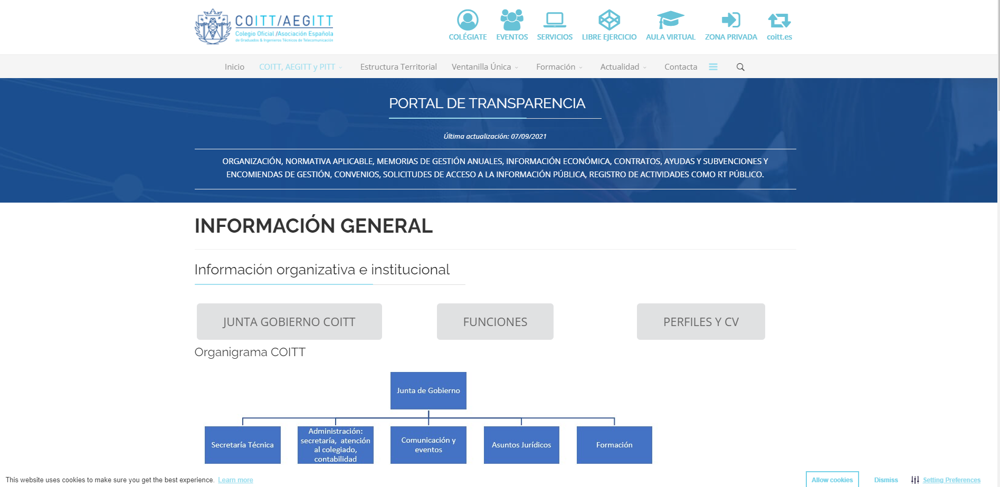 COITT/AEGITT
Colegio Oficial /Asociación Española
de Graduados & Ingenieros Técnicos de Telecomunicación
COLÉGIATE
EVENTOS
SERVICIOS
LIBRE EJERCICIO
AULA VIRTUAL
ZONA PRIVADA
coitt.es
Inicio
COITT, AEGITT y PITT
Estructura Territorial
Ventanilla Única
Formación
Actualidad
Contacta
PORTAL DE TRANSPARENCIA
Última actualización: 07/09/2021
ORGANIZACIÓN, NORMATIVA APLICABLE, MEMORIAS DE GESTIÓN ANUALES, INFORMACIÓN ECONÓMICA, CONTRATOS, AYUDAS Y SUBVENCIONES Y
ENCOMIENDAS DE GESTIÓN, CONVENIOS, SOLICITUDES DE ACCESO A LA INFORMACIÓN PÚBLICA, REGISTRO DE ACTIVIDADES COMO RT PÚBLICO.
INFORMACIÓN GENERAL
Información organizativa e institucional
JUNTA GOBIERNO COITT
FUNCIONES
PERFILES Y CV
Organigrama COITT
Junta de Gobierno
Secretaría Técnica
Administración:
secretaría, atención
al colegiado,
contabilidad
Comunicación y
eventos
Asuntos Jurídicos
Formación
This website uses cookies to make sure you get the best experience. Learn more
Allow cookies
Dismiss
Setting Preferences